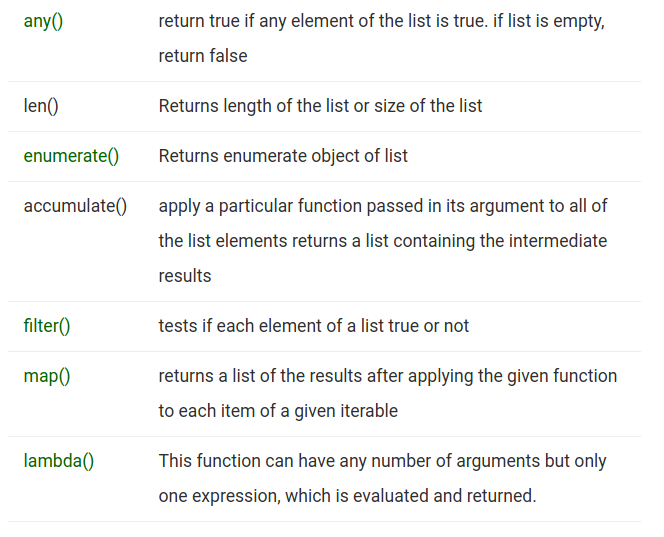 any() return true if any element of the list is true. if list is empty,
return false
len() Returns length of the list or size of the list
enumerate() Returns enumerate object of list
accumulate() apply a particular function passed in its argument to all of
the list elements returns a list containing the intermediate
results
filter() tests if each element of a list true or not
map() returns a list of the results after applying the given function
to each item of a given iterable
lambda() This function can have any number of arguments but only
one expression, which is evaluated and returned.